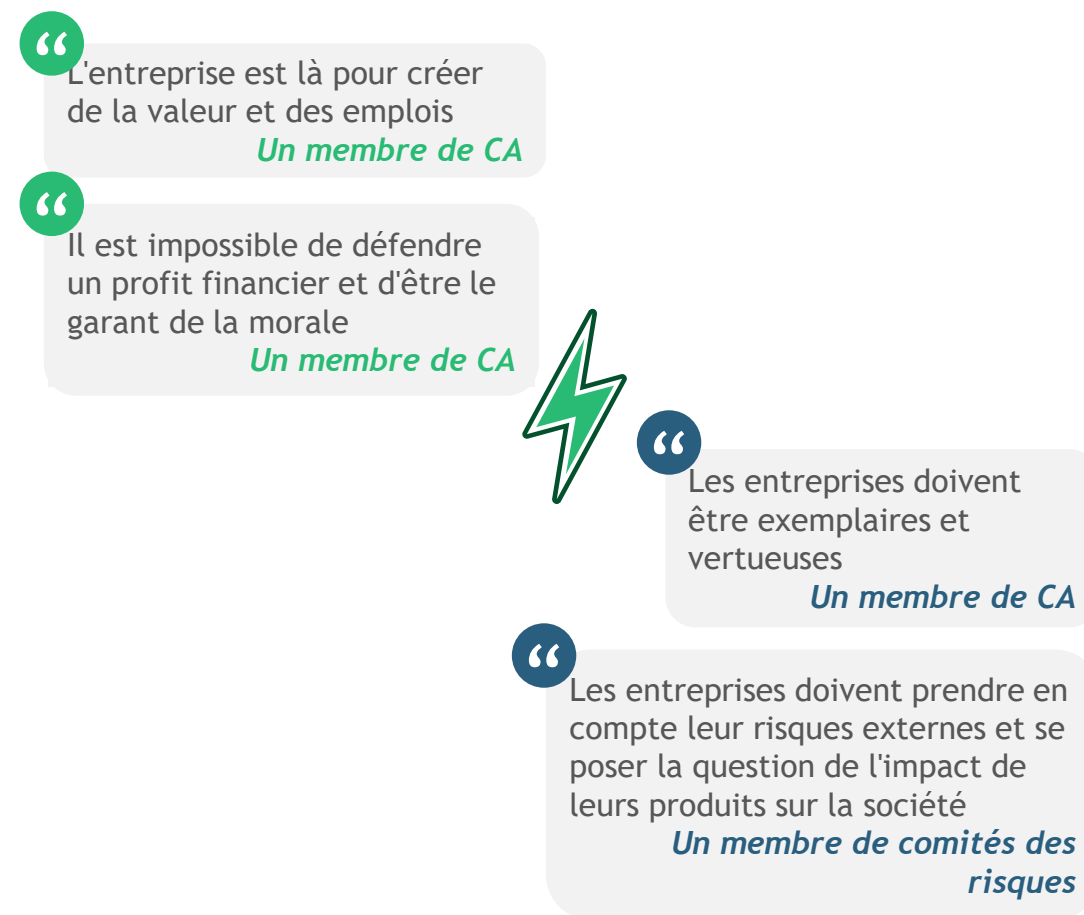 “
L'entreprise est là pour créer
de la valeur et des emplois
Un membre de CA
“
Il est impossible de défendre
un profit financier et d'être le
garant de la morale
Un membre de CA
“
Les entreprises doivent
être exemplaires et
vertueuses
Un membre de CA
“
Les entreprises doivent prendre en
compte leur risques externes et se
poser la question de l'impact de
leurs produits sur la société
Un membre de comités des
risques